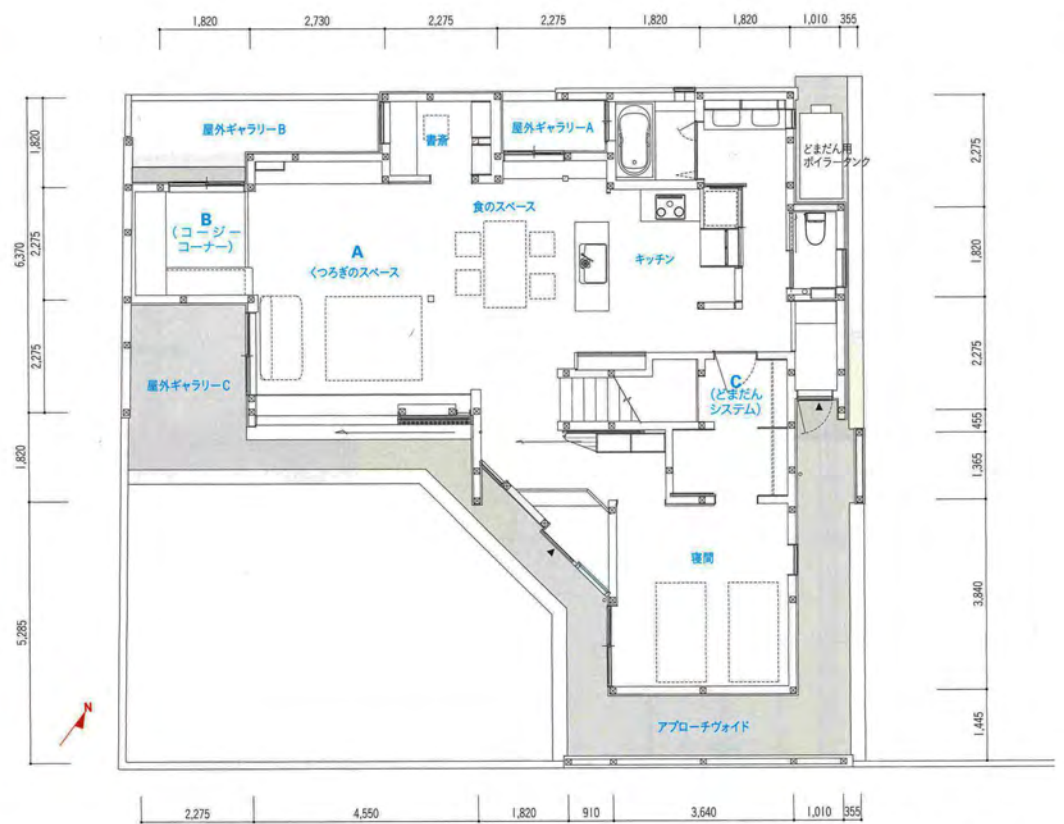 1,820
2,730
2,275
2,275
1,820
1,820
1,010
355
屋外ギャラリーB
書斎
屋外ギャラリーA
どまだん用
ボイラータンク
食のスペース
B
(コージー
コーナー)
A
くつろぎのスペース
キッチン
屋外ギャラリーC
C
(どまだん
システム)
寝間
アプローチヴォイド
N
1,820
2,275
6,370
2,275
1,820
5,285
2,275
1,820
2,275
455
1,365
3,840
1,445
2,275
4,550
1,820
910
3,640
1,010
355